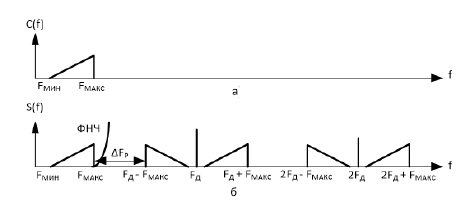 C(f)
f
Fмин Fмакс
а
S(f)
ФНЧ
ΔFр
f
Fмин Fмакс Fд - Fмакс Fд Fд + Fмакс 2Fд - Fмакс 2Fд 2Fд + Fмакс
б